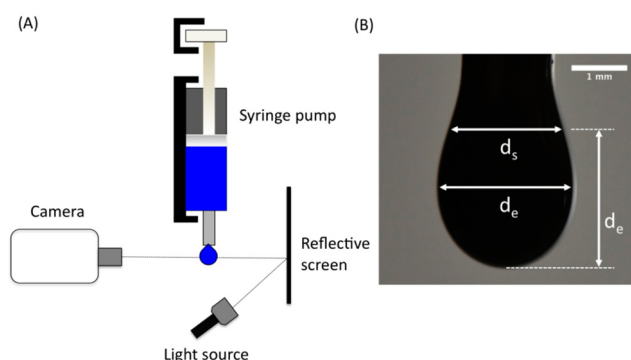 (A)
Syringe pump
Camera
Reflective
screen
Light source
(B)
1 mm
dₛ
dₑ
dₑ